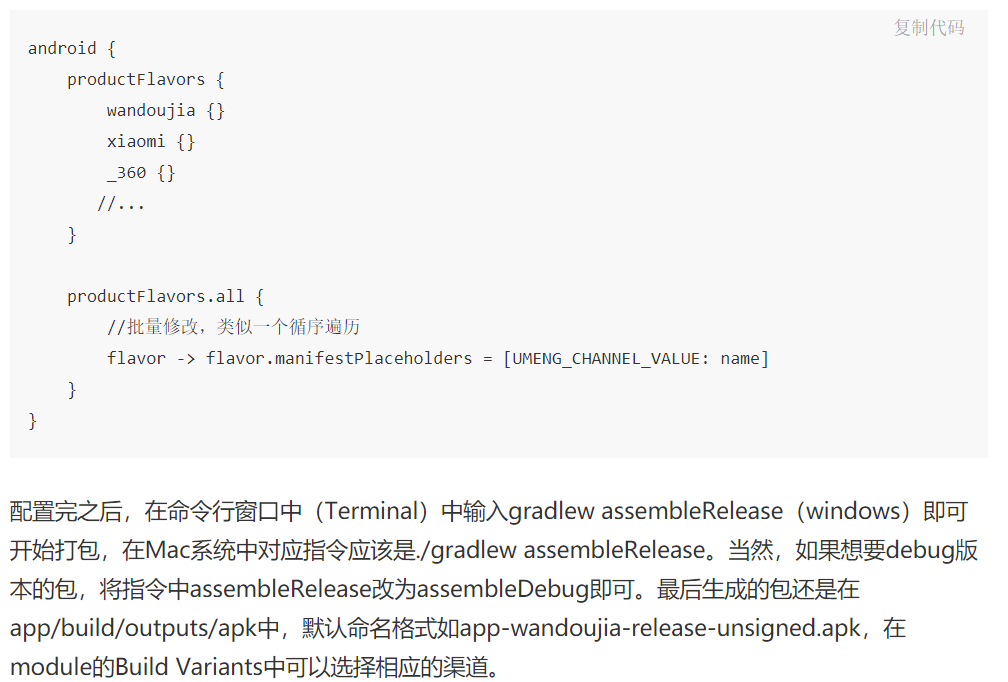 复制代码
android {
    productFlavors {
        wandoujia {}
        xiaomi {}
        _360 {}
       //...
    }
    productFlavors.all {
        //批量修改，类似一个循序遍历
        flavor -> flavor.manifestPlaceholders = [UMENG_CHANNEL_VALUE: name]
    }
}
配置完之后，在命令行窗口中（Terminal）中输入gradlew assembleRelease（windows）即可
开始打包，在Mac系统中对应指令应该是./gradlew assembleRelease。当然，如果想要debug版
本的包，将指令中assembleRelease改为assembleDebug即可。最后生成的包还是在
app/build/outputs/apk中，默认命名格式如app-wandoujia-release-unsigned.apk，在
module的Build Variants中可以选择相应的渠道。